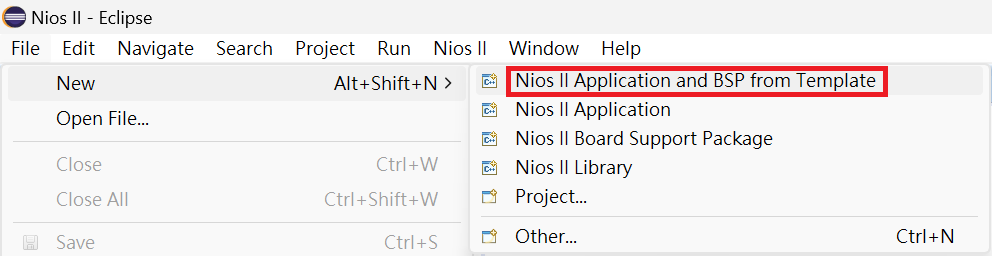 Nios II - Eclipse
File Edit Navigate Search Project Run Nios II Window Help
New Alt+Shift+N
Open File...
Close Ctrl+W
Close All Ctrl+Shift+W
Save Ctrl+S
Nios II Application and BSP from Template
Nios II Application
Nios II Board Support Package
Nios II Library
Project...
Other... Ctrl+N